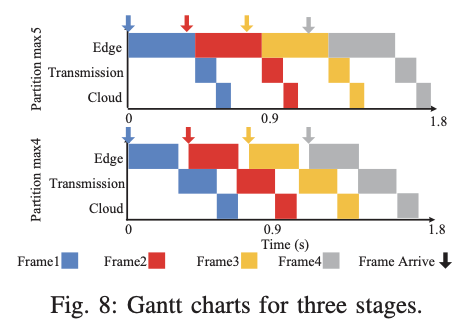 Partition max5
Edge
Transmission
Cloud
0 0.9 1.8
Partition max4
Edge
Transmission
Cloud
0 0.9 1.8
Time (s)
Frame1 Frame2 Frame3 Frame4 Frame Arrive
Fig. 8: Gantt charts for three stages.